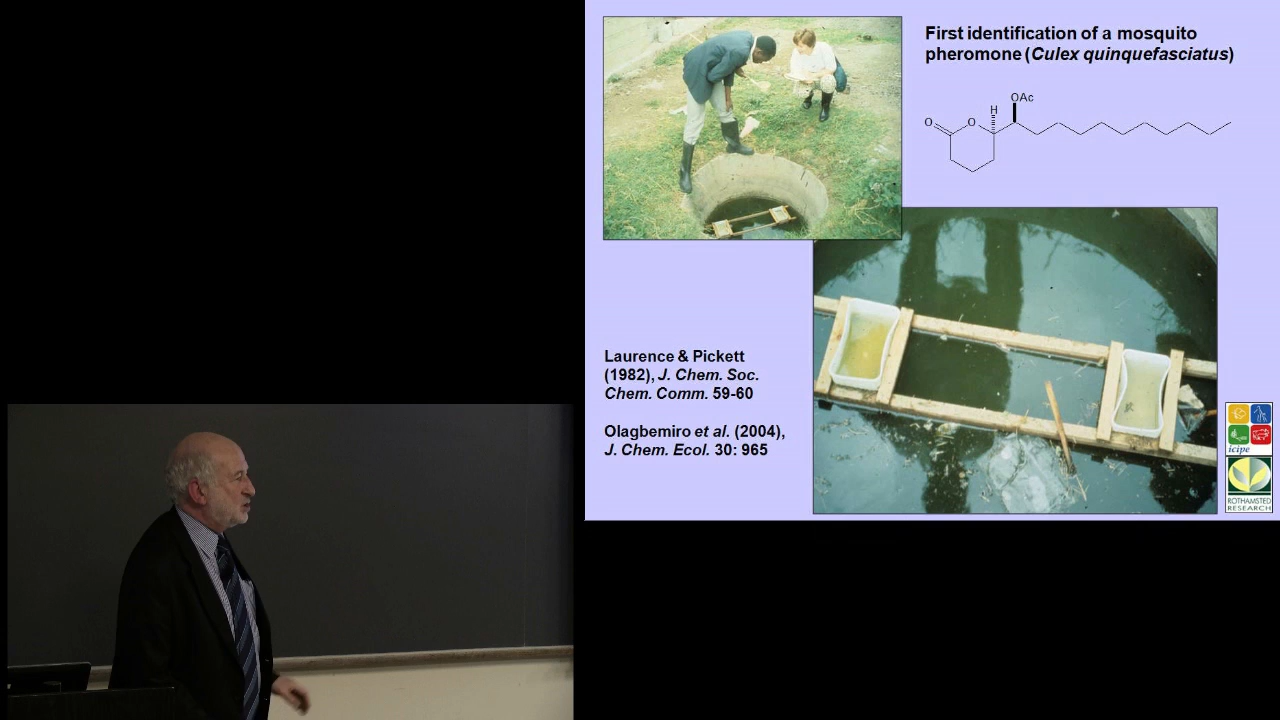 First identification of a mosquito
pheromone (Culex quinquefasciatus)
OAc
H
O
O
Laurence & Pickett
(1982), J. Chem. Soc.
Chem. Comm. 59-60
Olagbemiro et al. (2004),
J. Chem. Ecol. 30: 965
icipe
ROTHAMSTED
RESEARCH